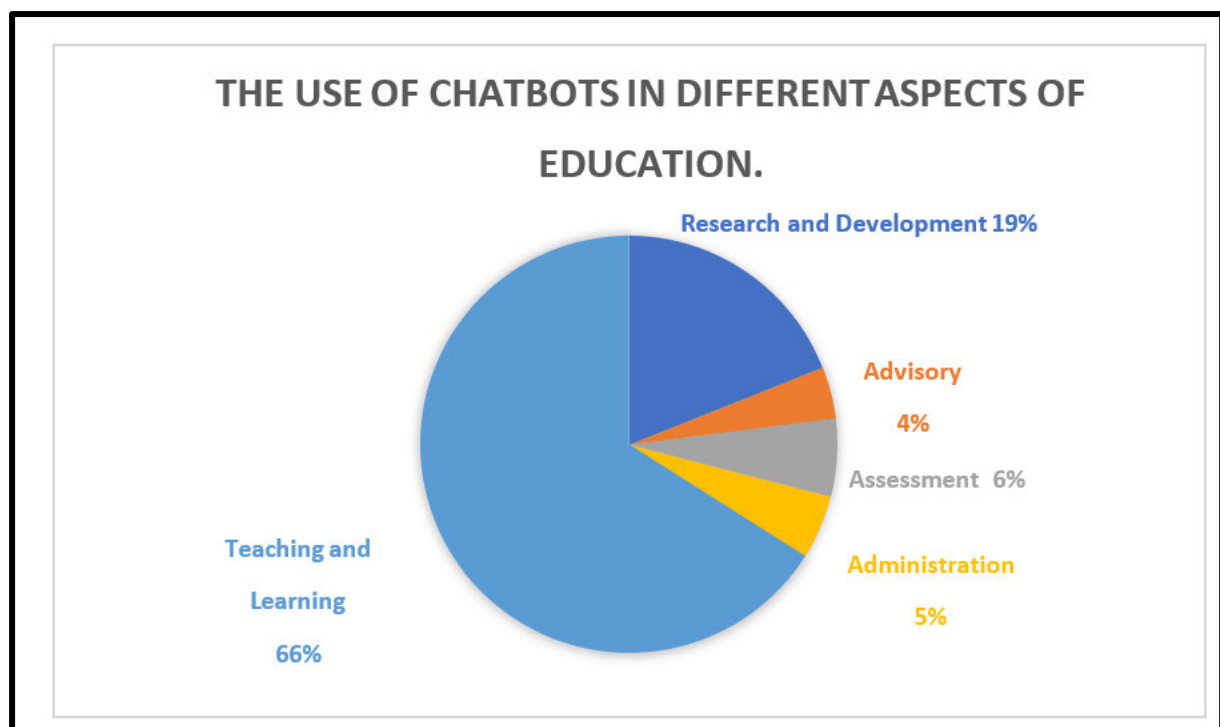 THE USE OF CHATBOTS IN DIFFERENT ASPECTS OF
EDUCATION.
Research and Development 19%
Advisory
4%
Assessment 6%
Administration
5%
Teaching and
Learning
66%